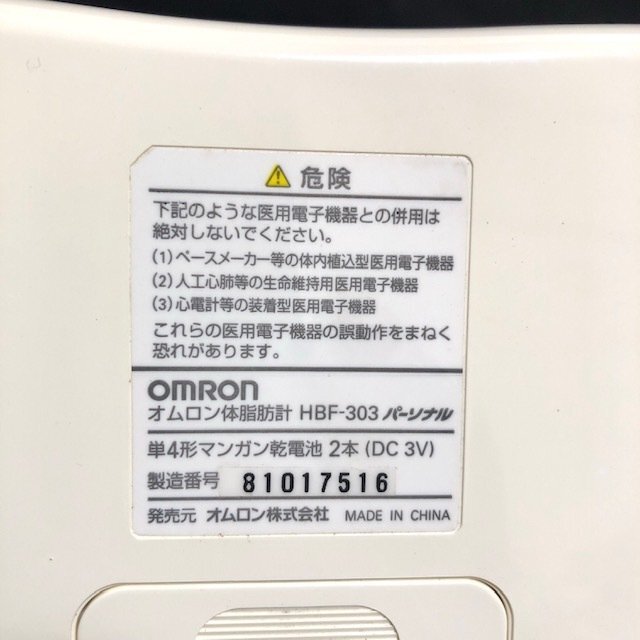 ⚠ 危険
下記のような医用電子機器との併用は
絶対しないでください。
(1)ペースメーカー等の体内植込型医用電子機器
(2)人工心肺等の生命維持用医用電子機器
(3)心電計等の装着型医用電子機器
これらの医用電子機器の誤動作をまねく
恐れがあります。
OMRON
オムロン体脂肪計 HBF-303 パーソナル
単4形マンガン乾電池 2本 (DC 3V)
製造番号 81017516
発売元 オムロン株式会社 MADE IN CHINA